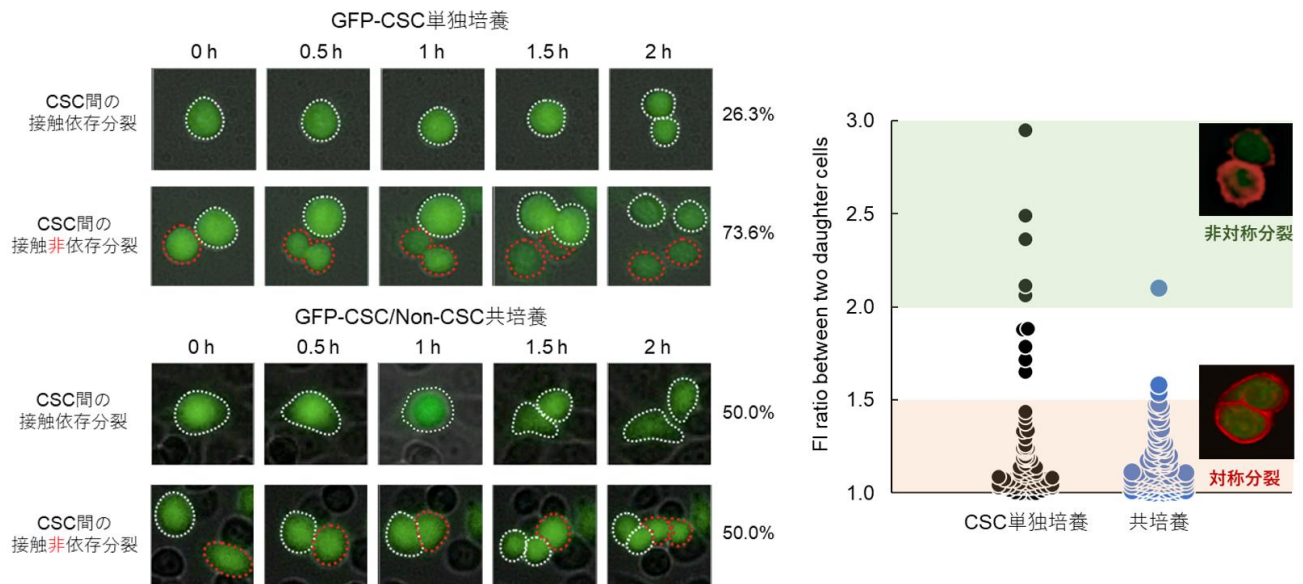 GFP-CSC単独培養
0 h
0.5 h
1 h
1.5 h
2 h
CSC間の
接触依存分裂
26.3%
CSC間の
接触非依存分裂
73.6%
GFP-CSC/Non-CSC共培養
0 h
0.5 h
1 h
1.5 h
2 h
CSC間の
接触依存分裂
50.0%
CSC間の
接触非依存分裂
50.0%
FI ratio between two daughter cells
3.0
2.5
2.0
1.5
1.0
非対称分裂
対称分裂
CSC単独培養
共培養